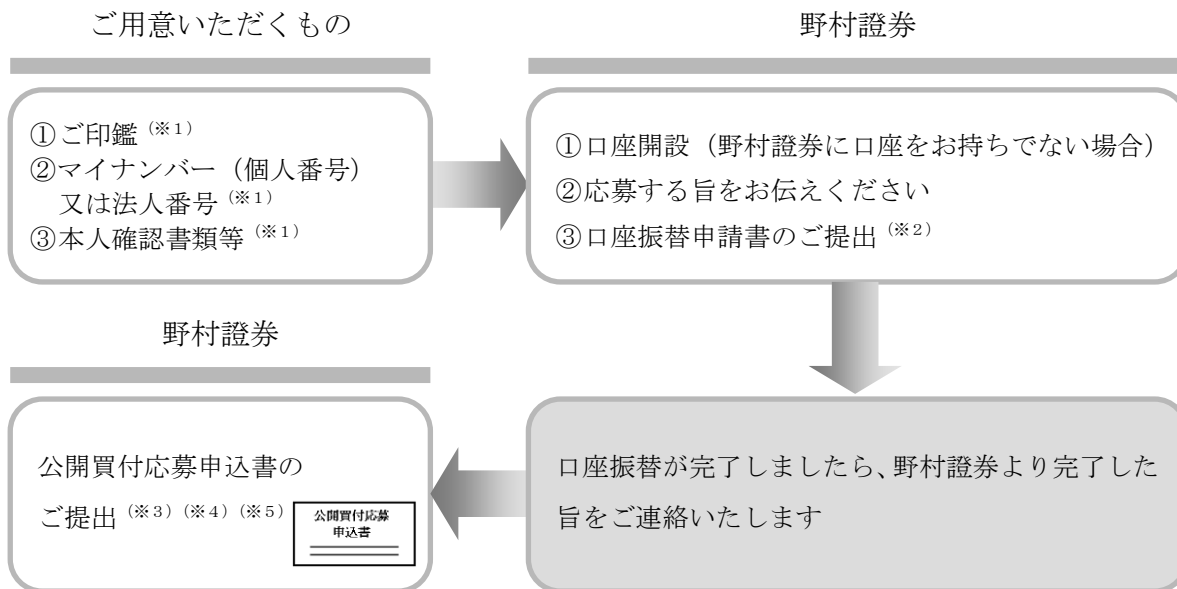 ご用意いただくもの
①ご印鑑(※1)
②マイナンバー(個人番号)
又は法人番号(※1)
③本人確認書類等(※1)
野村證券
①口座開設(野村證券に口座をお持ちでない場合)
②応募する旨をお伝えください
③口座振替申請書のご提出(※2)
口座振替が完了しましたら、野村證券より完了した
旨をご連絡いたします
野村證券
公開買付応募申込書の
ご提出(※3)(※4)(※5)
公開買付応募
申込書